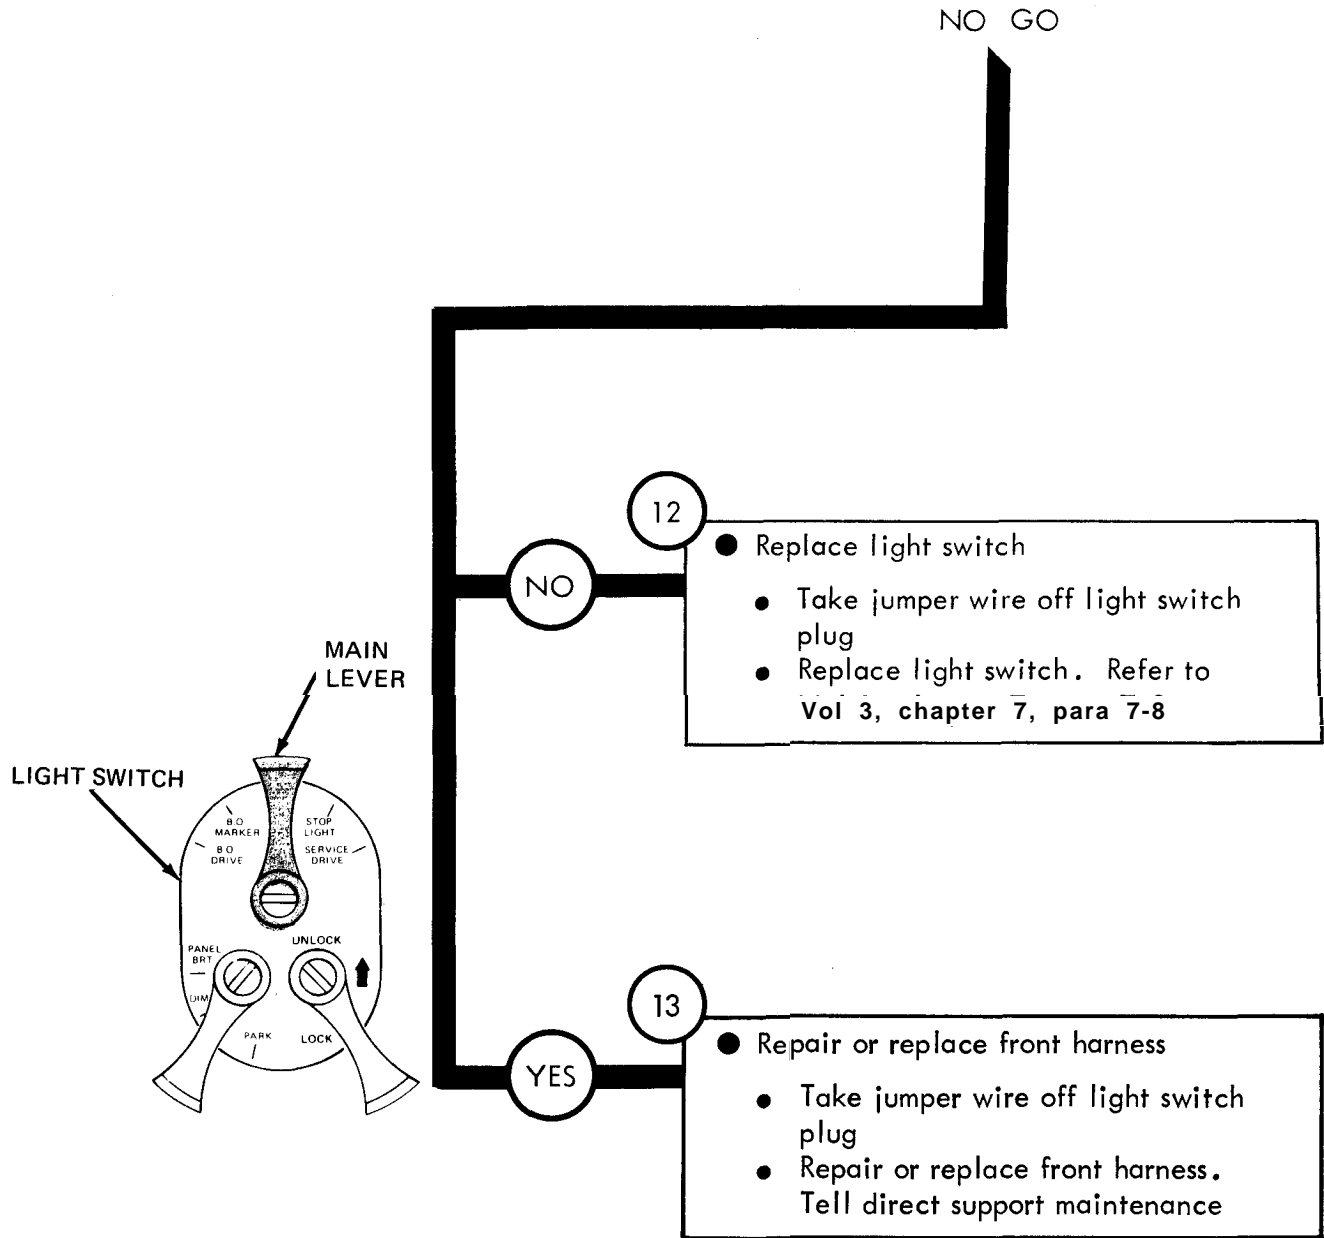 NO GO
12
Replace light switch
NO
Take jumper wire off light switch
plug
Replace light switch. Refer to
Vol 3, chapter 7, para 7-8
MAIN
LEVER
LIGHT SWITCH
B.O
MARKER
STOP
LIGHT
B O
DRIVE
SERVICE
DRIVE
PANEL
BRT
UNLOCK
DIM
PARK
LOCK
13
Repair or replace front harness
YES
Take jumper wire off light switch
plug
Repair or replace front harness.
Tell direct support maintenance